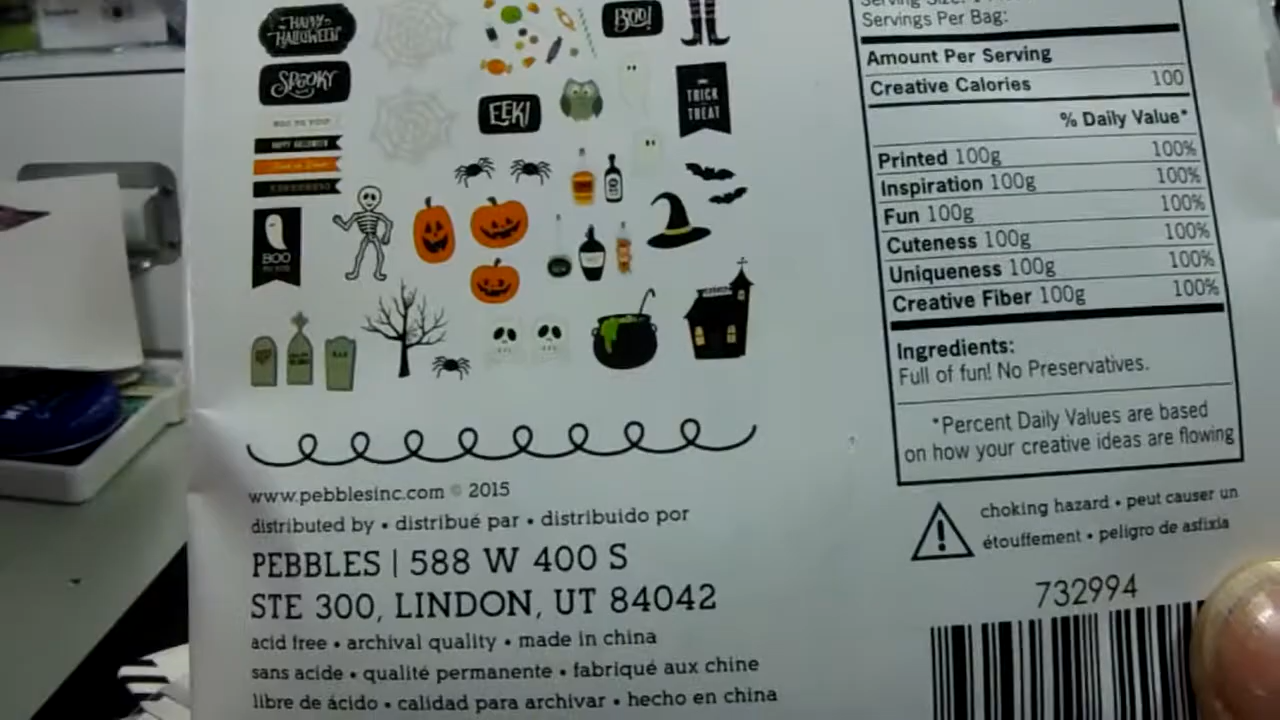 HAPPY HALLOWEEN
BOO!
SPOOKY
EEK!
TRICK
TREAT
HAPPY HALLOWEEN
BOO
TO YOU
RIP
www.pebblesinc.com © 2015
distributed by • distribué par • distribuido por
PEBBLES | 588 W 400 S
STE 300, LINDON, UT 84042
acid free • archival quality • made in china
sans acide • qualité permanente • fabriqué aux chine
libre de ácido • calidad para archivar • hecho en china
Servings Per Bag:
Amount Per Serving
Creative Calories 100
% Daily Value*
Printed 100g 100%
Inspiration 100g 100%
Fun 100g 100%
Cuteness 100g 100%
Uniqueness 100g 100%
Creative Fiber 100g 100%
Ingredients:
Full of fun! No Preservatives.
*Percent Daily Values are based
on how your creative ideas are flowing
choking hazard • peut causer un
étouffement • peligro de asfixia
732994